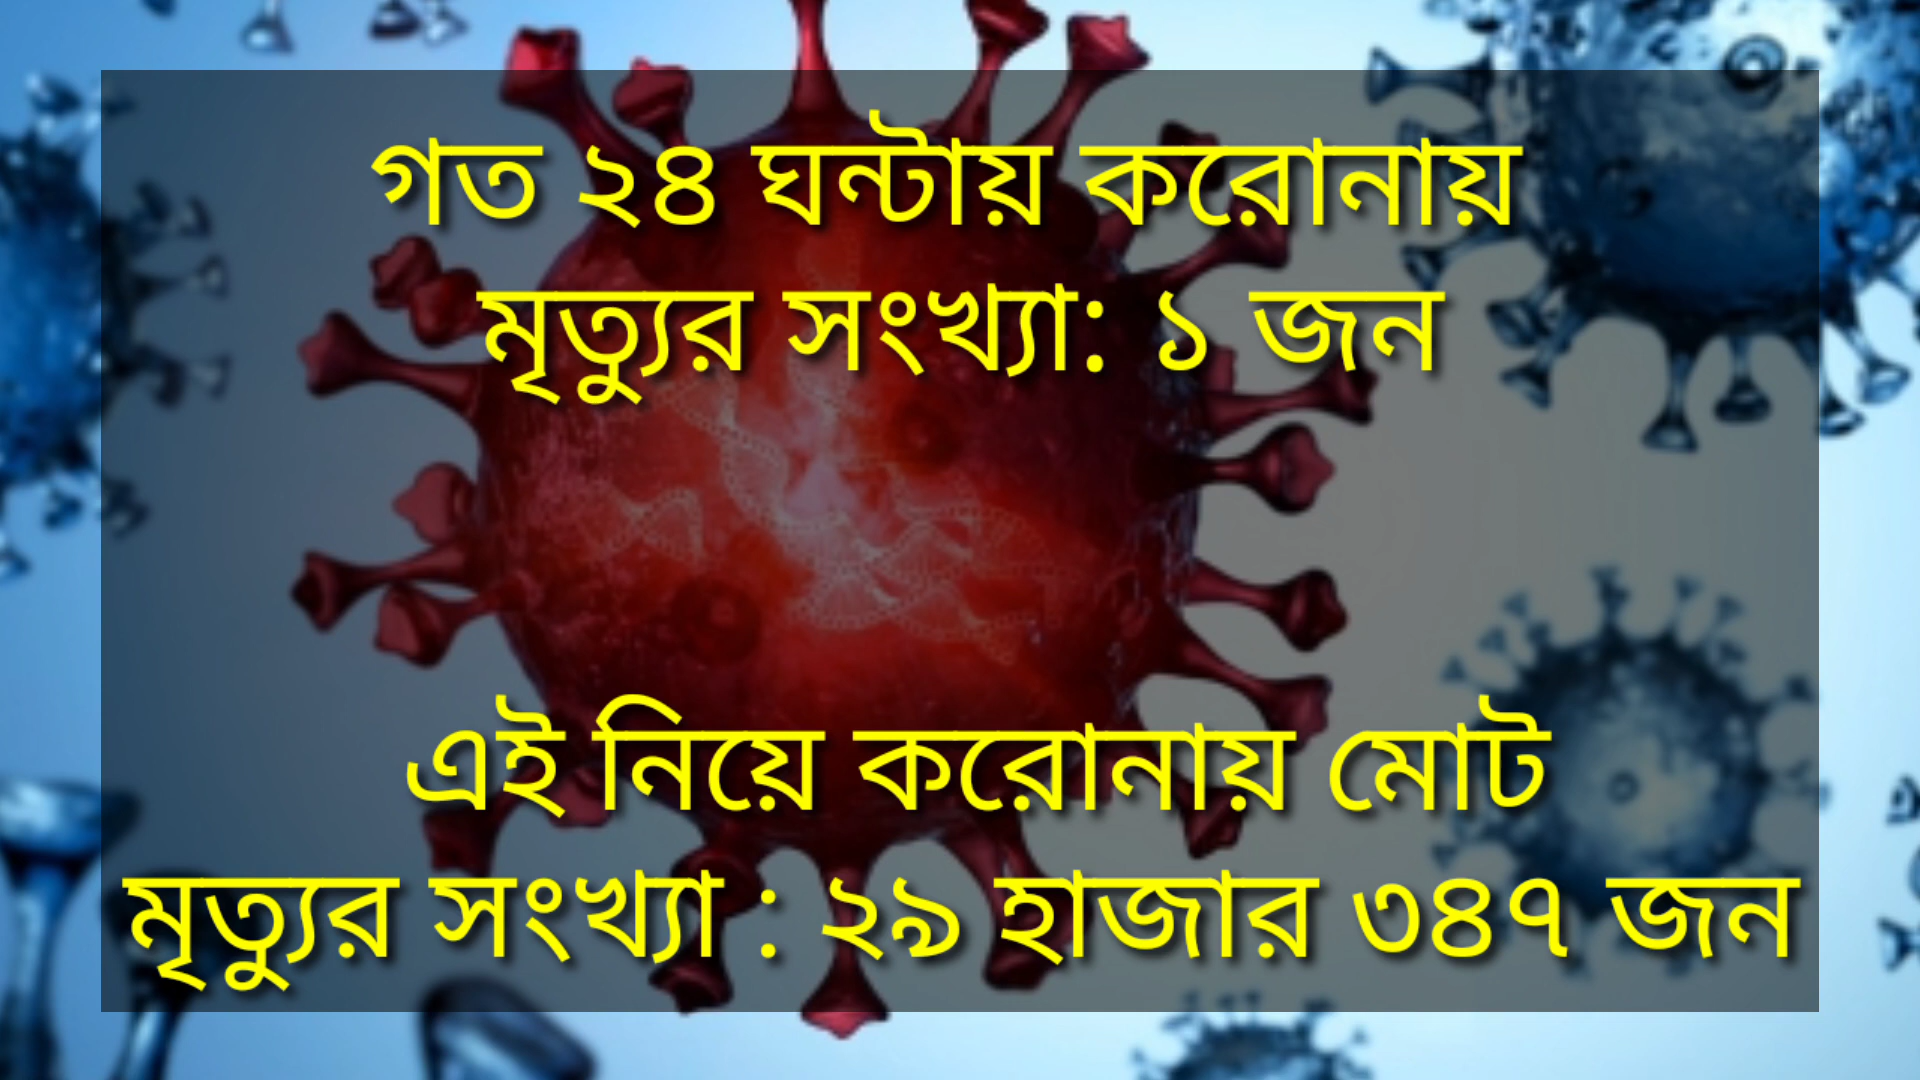 গত ২৪ ঘন্টায় করোনায়
মৃত্যুর সংখ্যা: ১ জন
এই নিয়ে করোনায় মোট
মৃত্যুর সংখ্যা : ২৯ হাজার ৩৪৭ জন